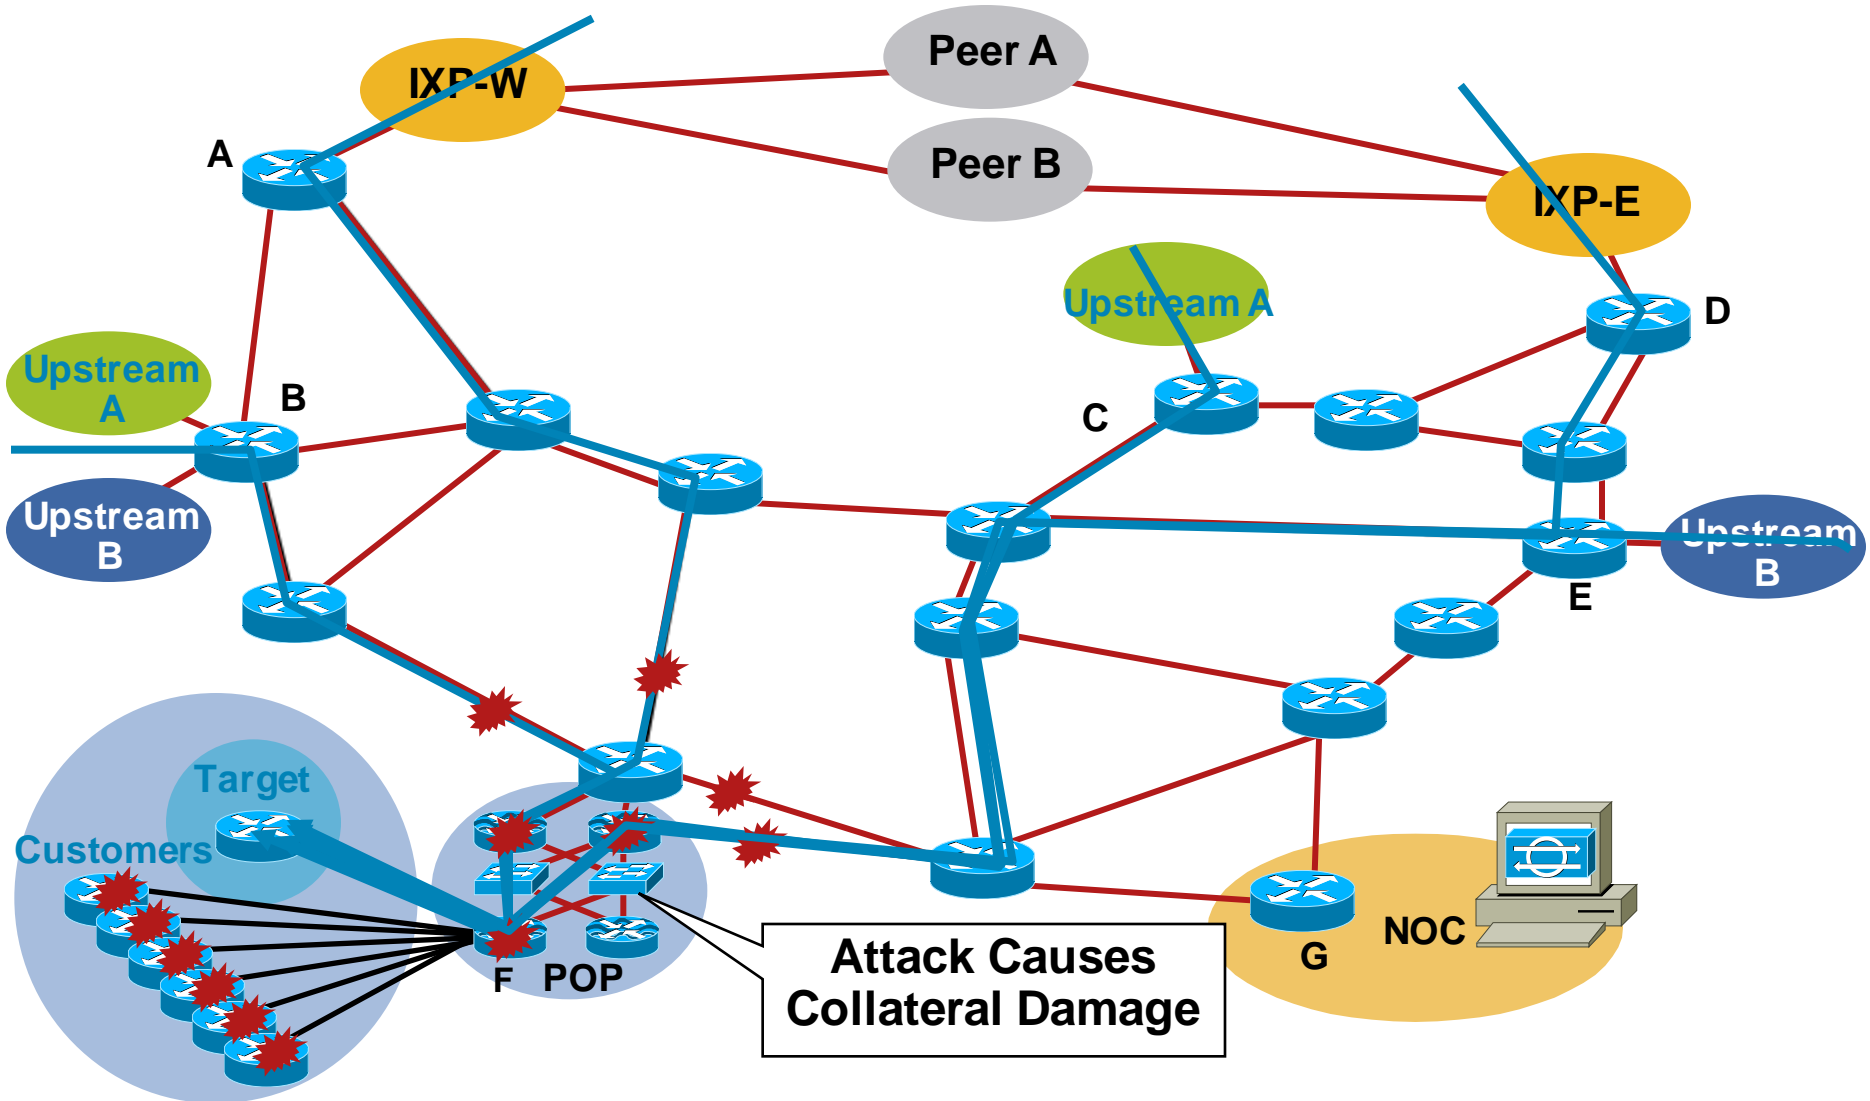 Peer A
IXP-W
A
Peer B
IXP-E
Upstream A
D
Upstream
A
B
C
Upstream
B
Upstream
B
E
Target
Customers
F
POP
Attack Causes
Collateral Damage
G
NOC